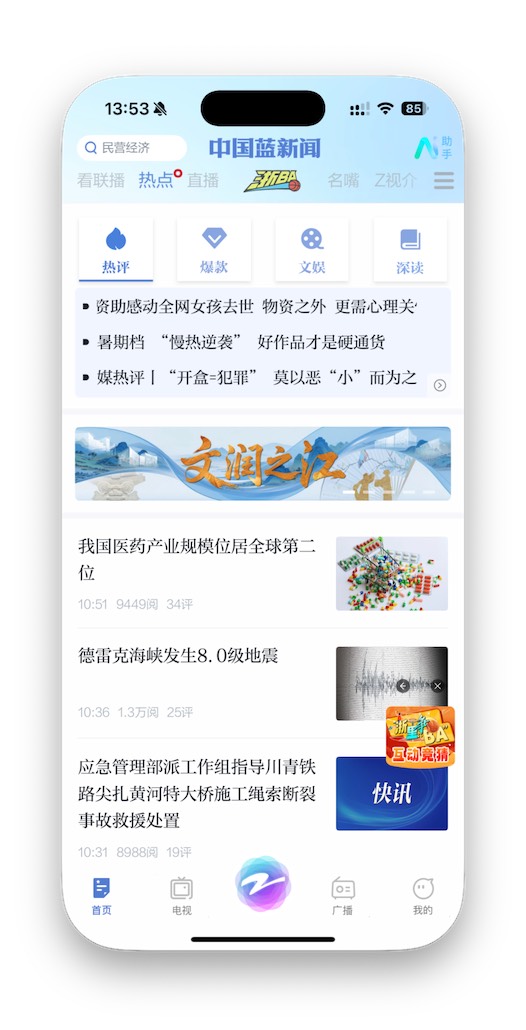 13:53
85
民营经济
中国蓝新闻
助手
看联播 热点 直播 浙BA 名嘴 Z视介
热评 爆款 文娱 深读
资助感动全网女孩去世 物资之外 更需心理关
暑期档 “慢热逆袭” 好作品才是硬通货
媒热评丨“开盒=犯罪” 莫以恶“小”而为之
文润之江
我国医药产业规模位居全球第二
位
10:51 9449阅 34评
德雷克海峡发生8.0级地震
10:36 1.3万阅 25评
浙里争BA
互动竞猜
应急管理部派工作组指导川青铁
路尖扎黄河特大桥施工绳索断裂
事故救援处置
快讯
10:31 8988阅 19评
首页 电视 广播 我的